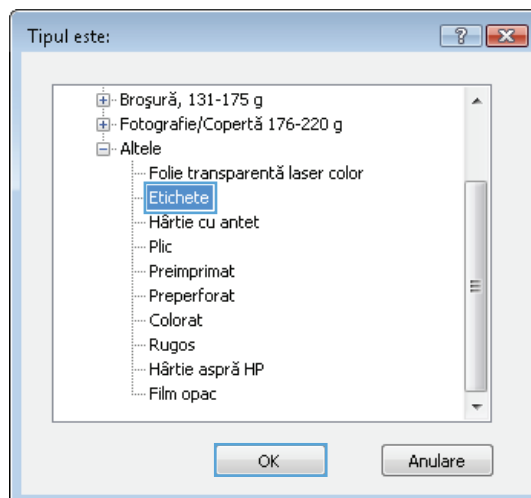 Tipul este:
Broşură, 131-175 g
Fotografie/Copertă 176-220 g
Altele
Folie transparentă laser color
Etichete
Hârtie cu antet
Plic
Preimprimat
Preperforat
Colorat
Rugos
Hârtie aspră HP
Film opac
OK Anulare